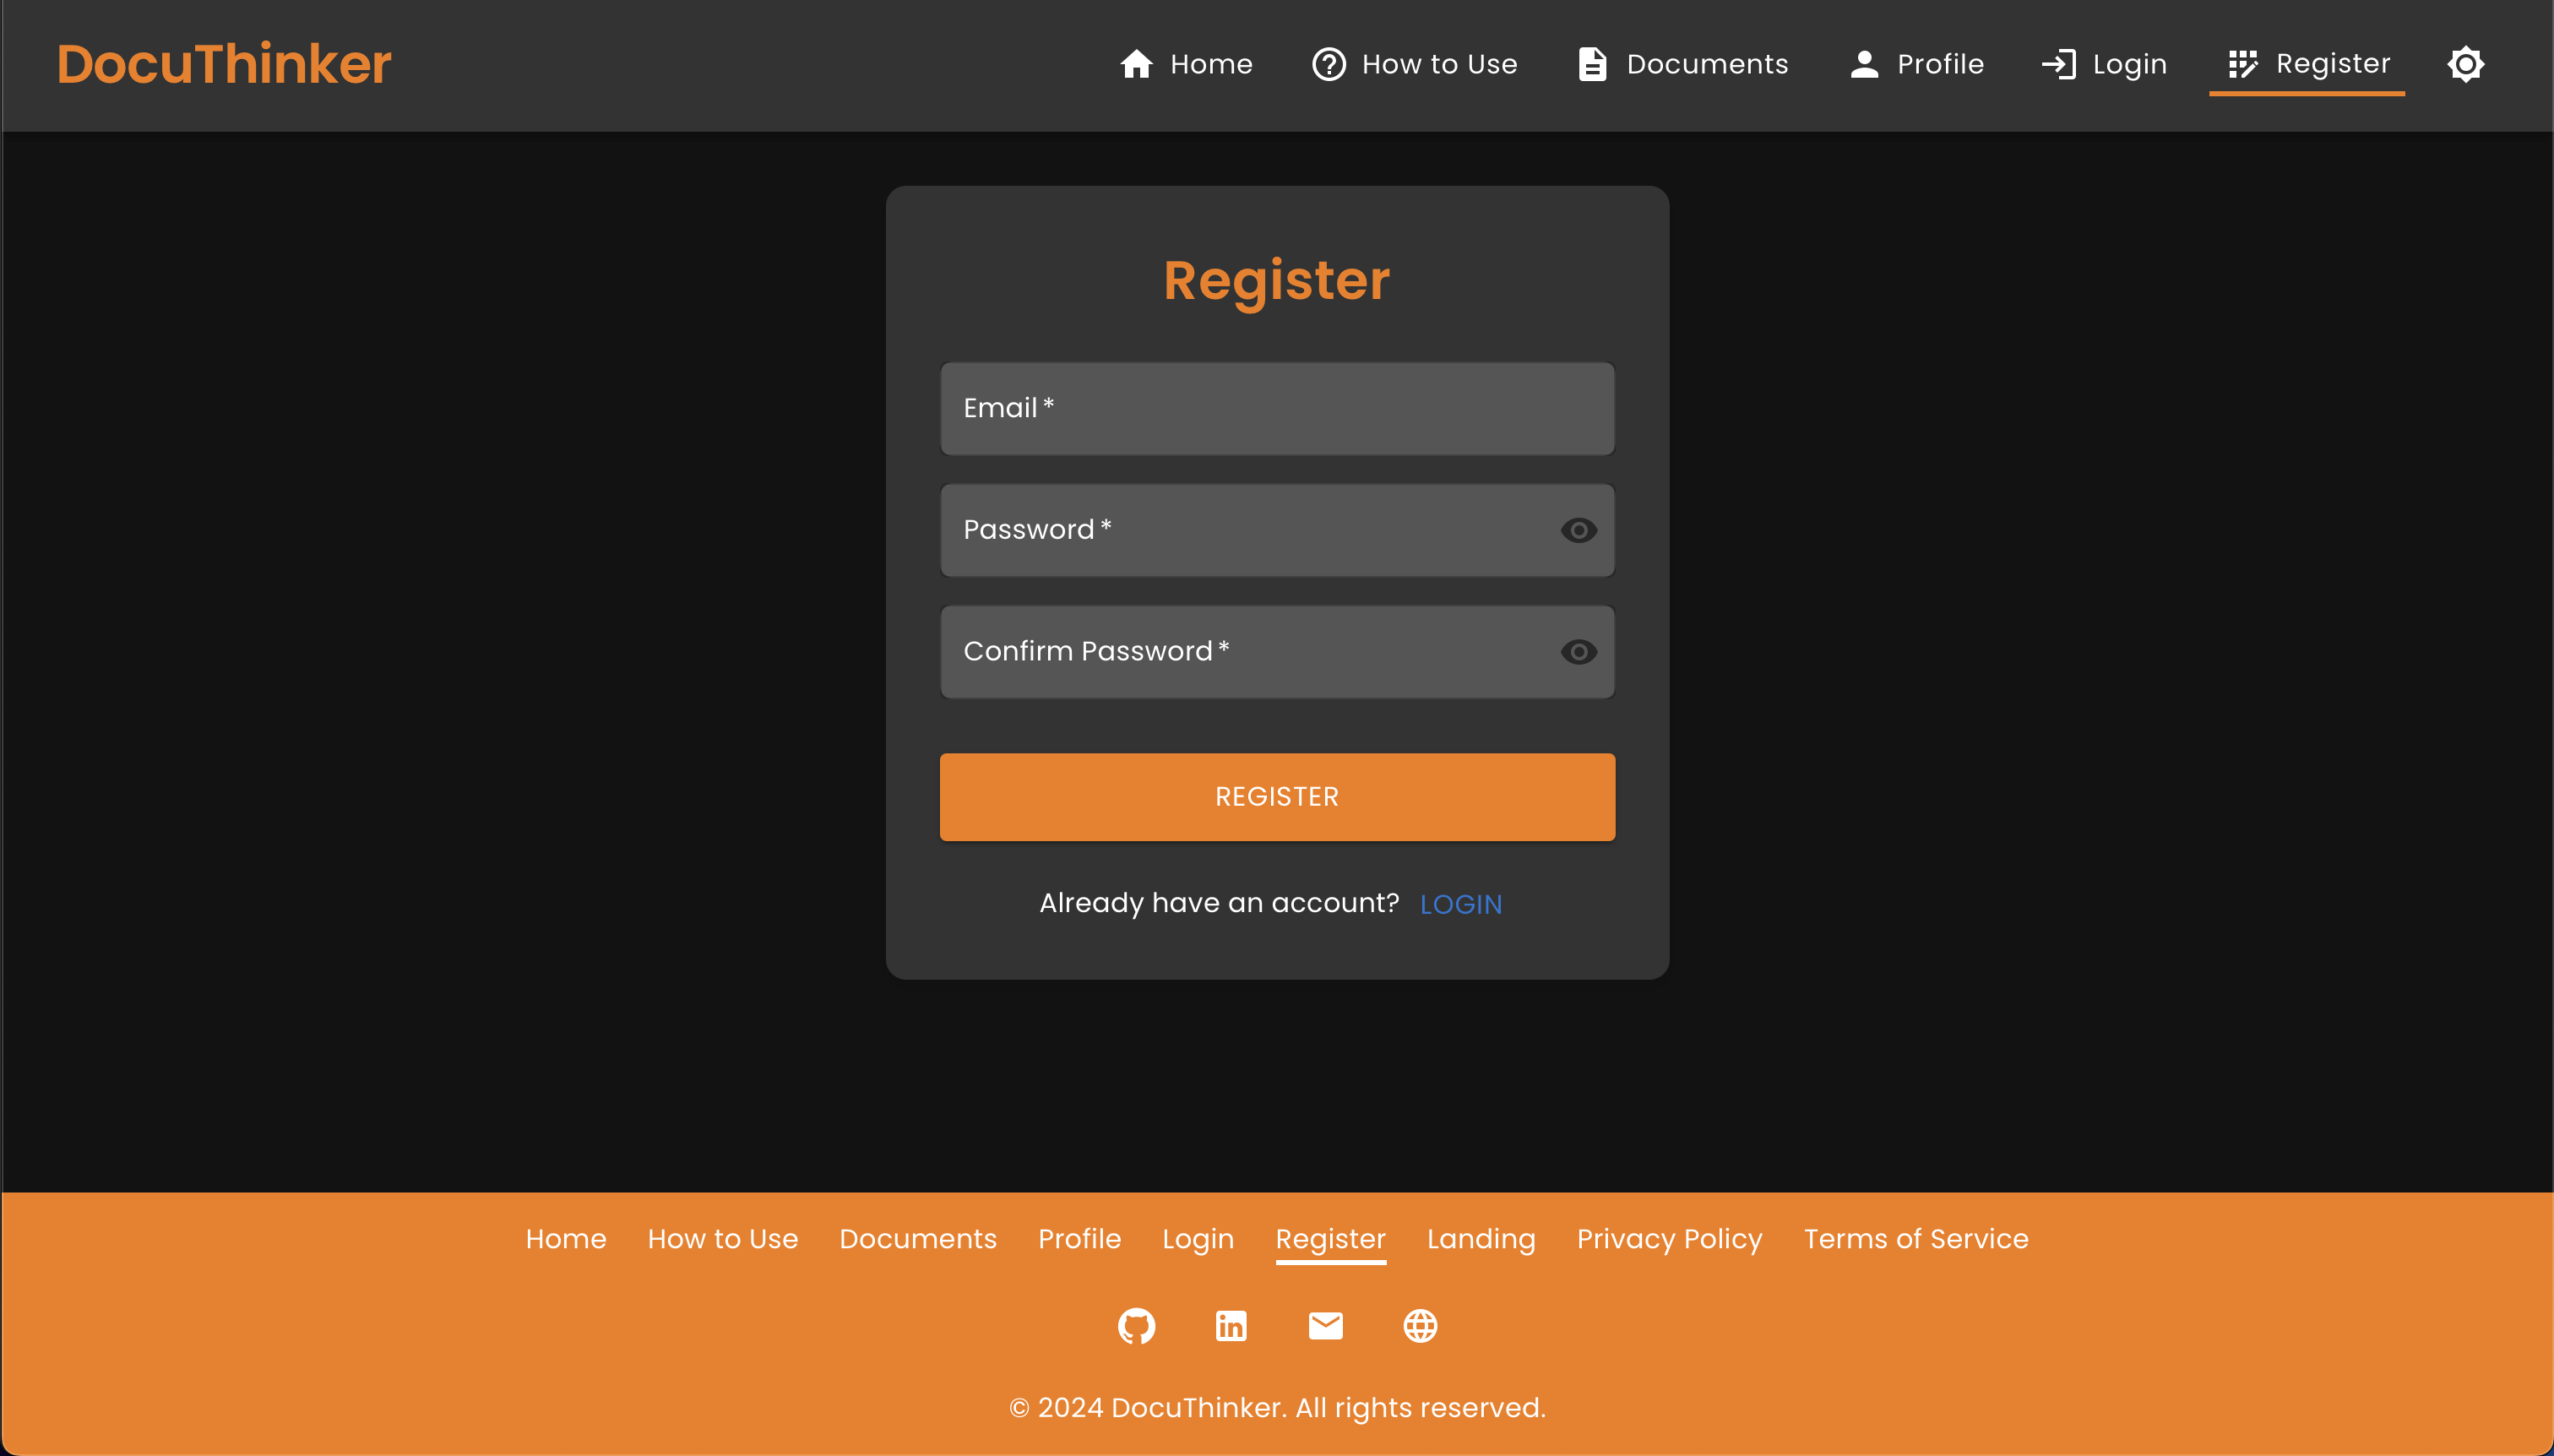 DocuThinker Home How to Use Documents Profile Login Register
Register
Email *
Password *
Confirm Password *
REGISTER
Already have an account? LOGIN
Home How to Use Documents Profile Login Register Landing Privacy Policy Terms of Service
© 2024 DocuThinker. All rights reserved.